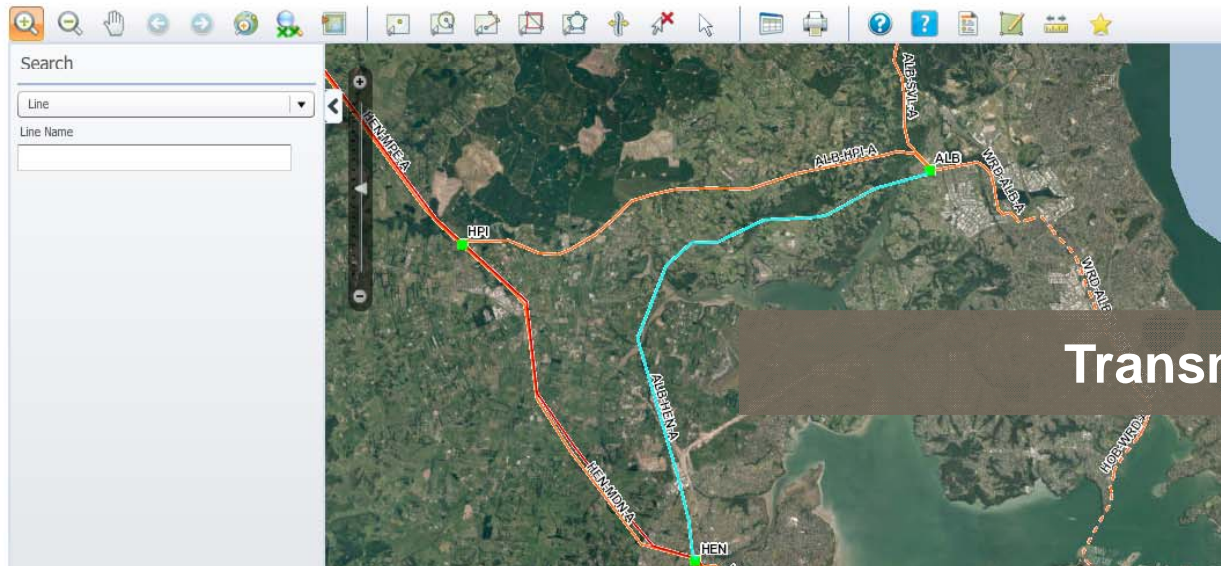 Search
Line
Line Name
HEN-MPE-A
ALB-SVL-A
ALB-HPI-A
ALB
WRD-ALB-A
HPI
WRD-ALB
Transm
ALB-HEN-A
HOB-WRD-
HEN-MDN-A
HEN